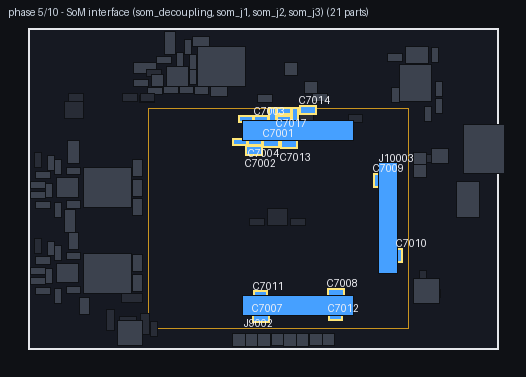 phase 5/10 - SoM interface (som_decoupling, som_j1, som_j2, som_j3) (21 parts)
C7014
C7017
C7001
C7004
C7013
C7002
J10003
C7009
C7010
C7011
C7008
C7007
C7012
J9002